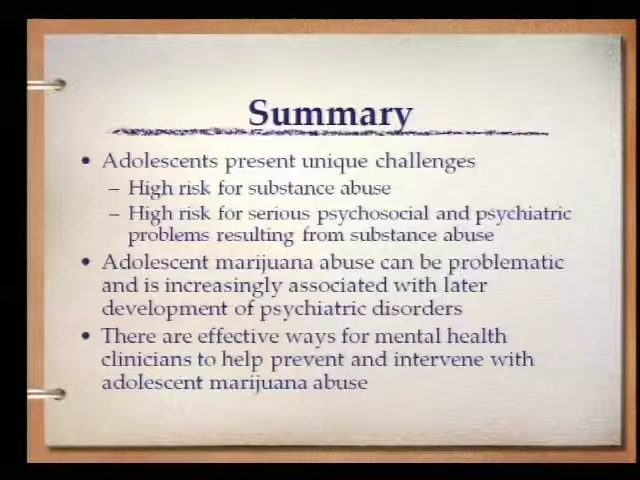 Summary
• Adolescents present unique challenges
– High risk for substance abuse
– High risk for serious psychosocial and psychiatric
problems resulting from substance abuse
• Adolescent marijuana abuse can be problematic
and is increasingly associated with later
development of psychiatric disorders
• There are effective ways for mental health
clinicians to help prevent and intervene with
adolescent marijuana abuse